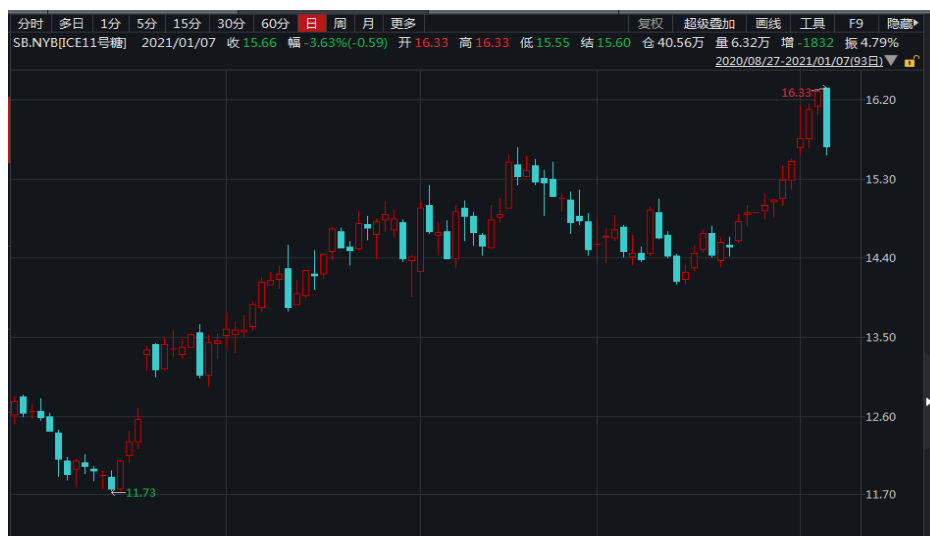 分时 多日 1分 5分 15分 30分 60分 日 周 月 更多 复权 超级叠加 画线 工具 F9 隐藏
SB.NYB[ICE11号糖] 2021/01/07 收 15.66 幅 -3.63%(-0.59) 开 16.33 高 16.33 低 15.55 结 15.60 仓 40.56万 量 6.32万 增 -1832 振 4.79%
2020/08/27-2021/01/07(93日)
16.33
16.20
15.30
14.40
13.50
12.60
11.73
11.70